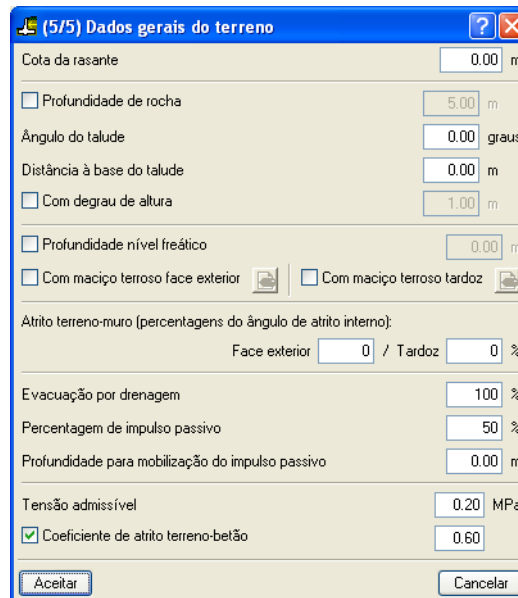 (5/5) Dados gerais do terreno
Cota da rasante 0.00 m
Profundidade de rocha 5.00 m
Ângulo do talude 0.00 graus
Distância à base do talude 0.00 m
Com degrau de altura 1.00 m
Profundidade nível freático 0.00 m
Com maciço terroso face exterior Com maciço terroso tardoz
Atrito terreno-muro (percentagens do ângulo de atrito interno):
Face exterior 0 / Tardoz 0 %
Evacuação por drenagem 100 %
Percentagem de impulso passivo 50 %
Profundidade para mobilização do impulso passivo 0.00 m
Tensão admissível 0.20 MPa
Coeficiente de atrito terreno-betão 0.60
Aceitar Cancelar